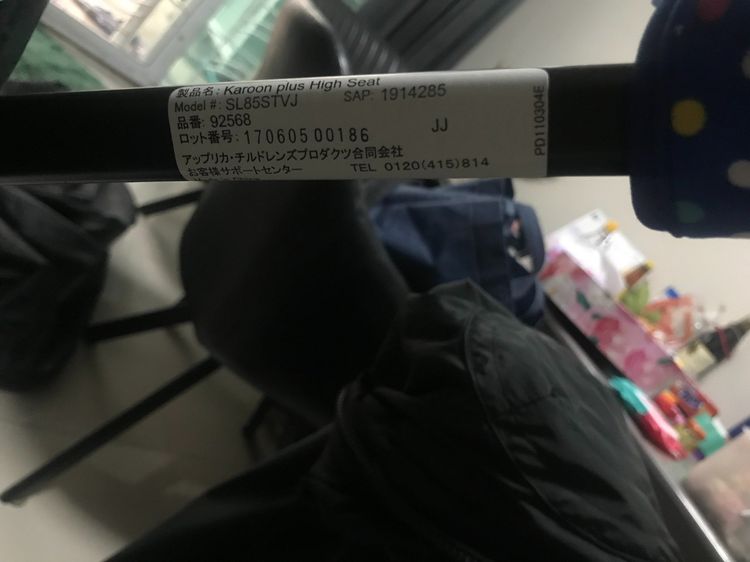 製品名: Karoon plus High Seat
Model #: SL85STVJ SAP: 1914285
品番: 92568
ロット番号: 170605 00186 JJ
アップリカ・チルドレンズプロダクツ合同会社
お客様サポートセンター TEL 0120(415)814
PD110304E